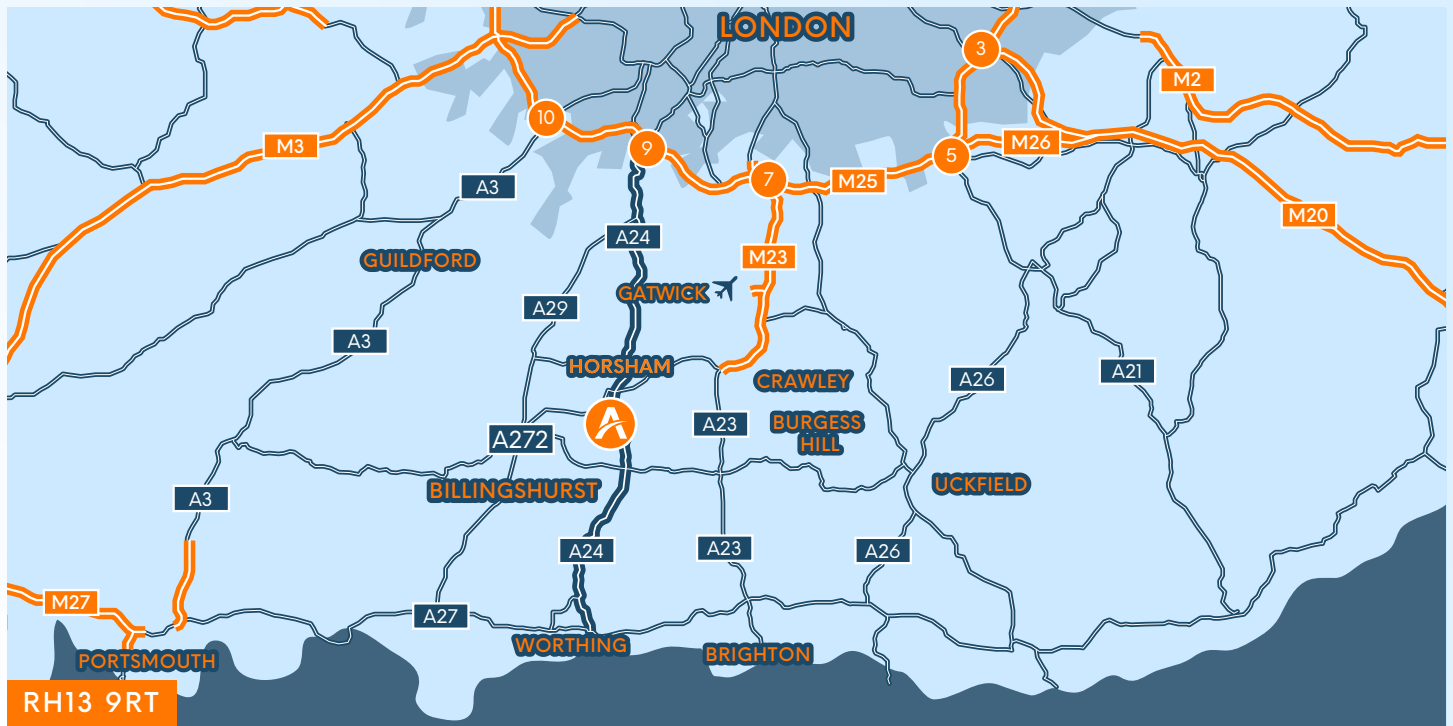 LONDON
3
M2
10
M3
9
M26
5
7
M25
A3
M20
A24
GUILDFORD
M23
GATWICK
A29
A3
HORSHAM
A21
CRAWLEY
A26
A
A23
BURGESS
HILL
A272
UCKFIELD
BILLINGSHURST
A3
A24
A23
A26
M27
A27
WORTHING
BRIGHTON
PORTSMOUTH
RH13 9RT